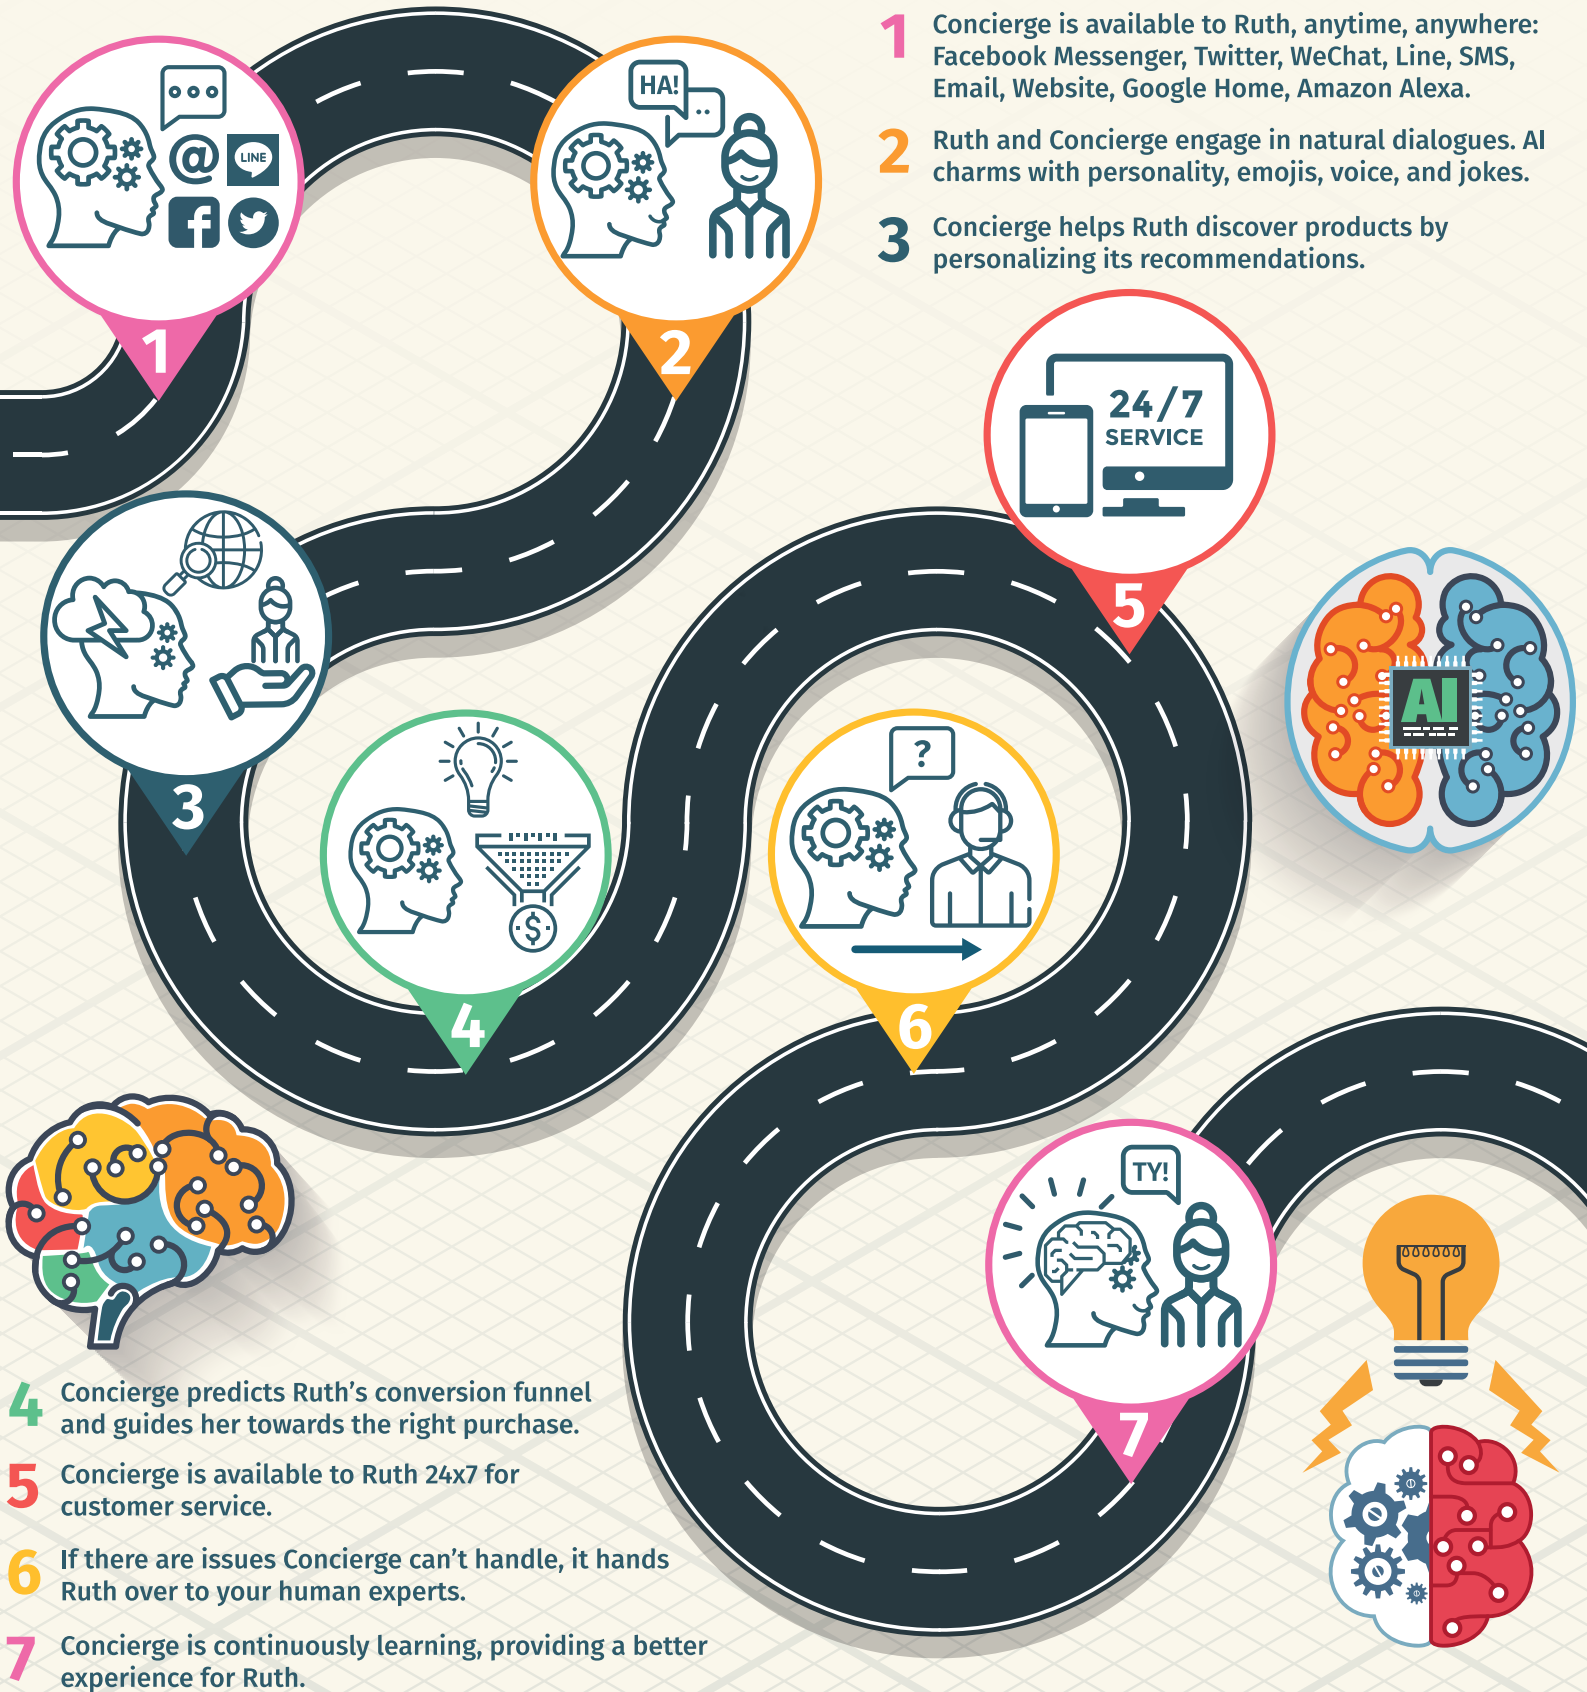 1 Concierge is available to Ruth, anytime, anywhere:
Facebook Messenger, Twitter, WeChat, Line, SMS,
Email, Website, Google Home, Amazon Alexa.
2 Ruth and Concierge engage in natural dialogues. AI
charms with personality, emojis, voice, and jokes.
3 Concierge helps Ruth discover products by
personalizing its recommendations.
@ LINE
f
1
HA!
..
2
24/7
SERVICE
5
3
AI
$
4
?
6
TY!
7
4 Concierge predicts Ruth’s conversion funnel
and guides her towards the right purchase.
5 Concierge is available to Ruth 24x7 for
customer service.
6 If there are issues Concierge can’t handle, it hands
Ruth over to your human experts.
7 Concierge is continuously learning, providing a better
experience for Ruth.